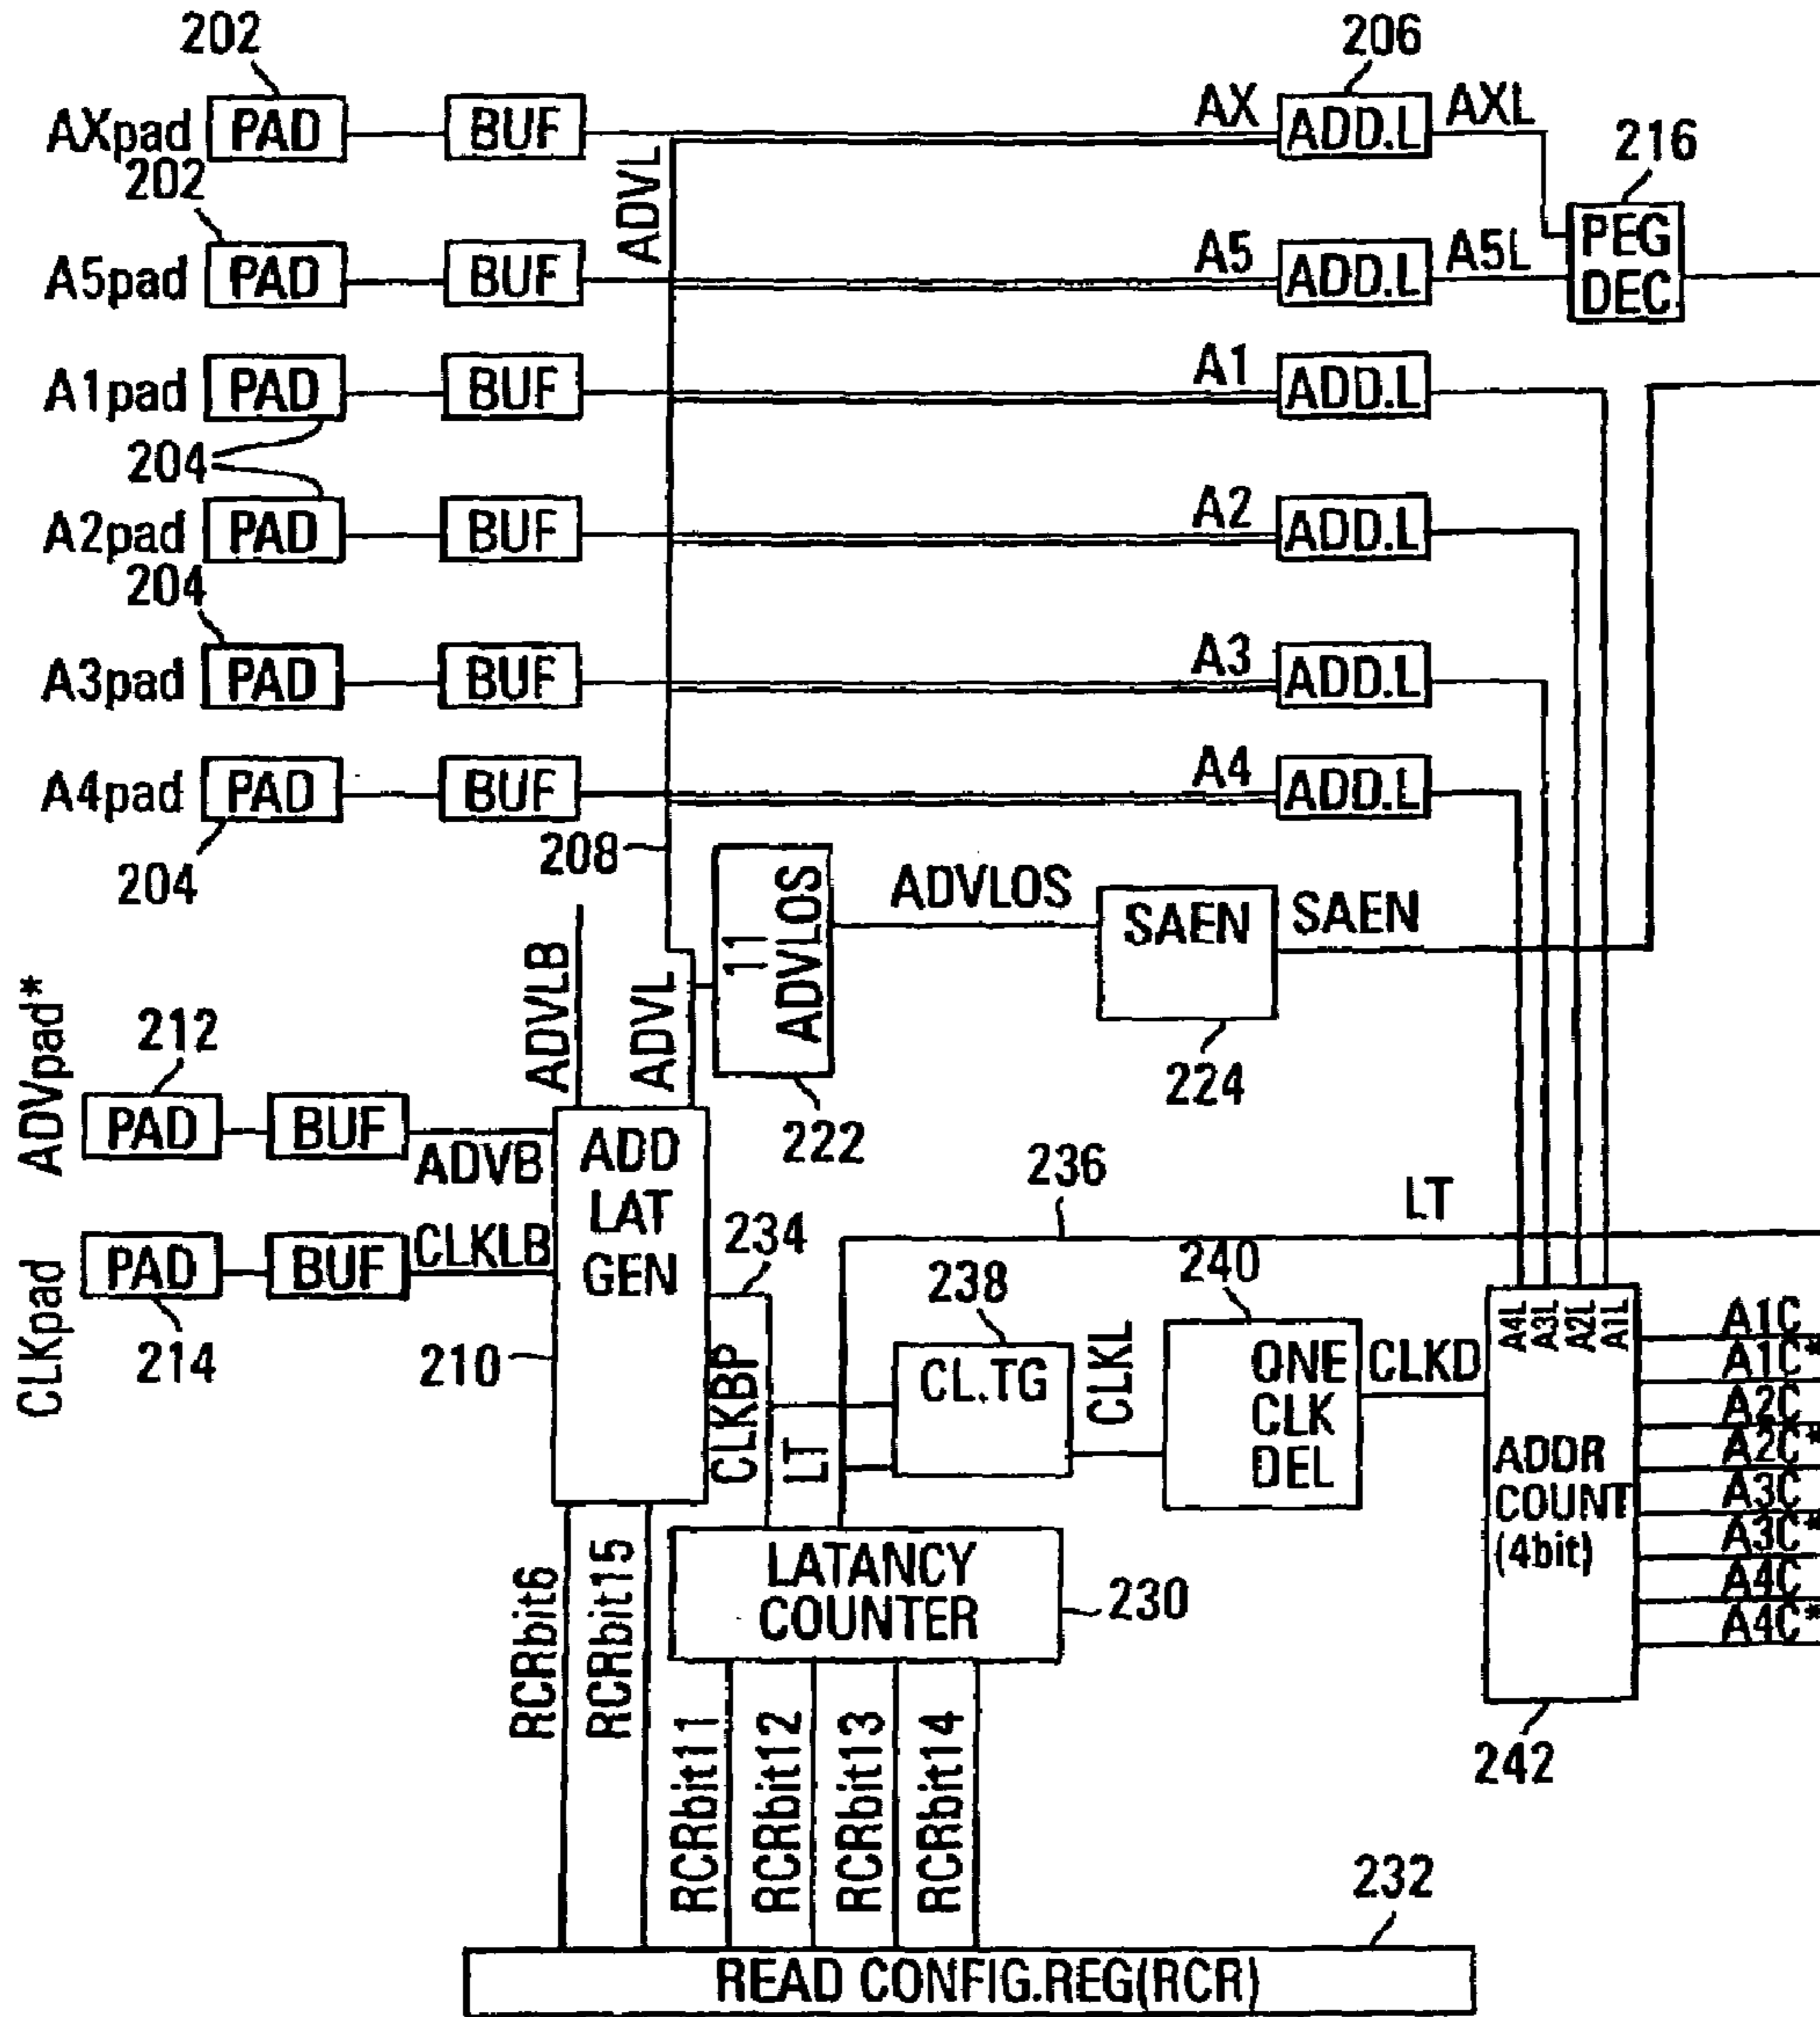 202
206
AXpad PAD BUF AX ADD.L AXL
202
ADVL
216
A5pad PAD BUF A5 ADD.L A5L
PEG
DEC
A1pad PAD BUF A1 ADD.L
204
A2pad PAD BUF A2 ADD.L
204
A3pad PAD BUF A3 ADD.L
A4pad PAD BUF A4 ADD.L
204
208
11
ADVLOS
ADVLOS
SAEN
SAEN
222
224
ADVLB
ADVL
ADVpad*
212
PAD BUF ADVB
CLKpad
PAD BUF CLKLB
214
ADD
LAT
GEN
210
234
236
LT
CLKBP
LT
238
CL.TG
CLKL
240
ONE
CLK
DEL
CLKD
A4L
A3L
A2L
A1L
ADDR
COUNT
(4bit)
242
A1C
A1C*
A2C
A2C*
A3C
A3C*
A4C
A4C*
LATANCY
COUNTER
230
RCRbit6
RCRbit15
RCRbit11
RCRbit12
RCRbit13
RCRbit14
232
READ CONFIG.REG(RCR)